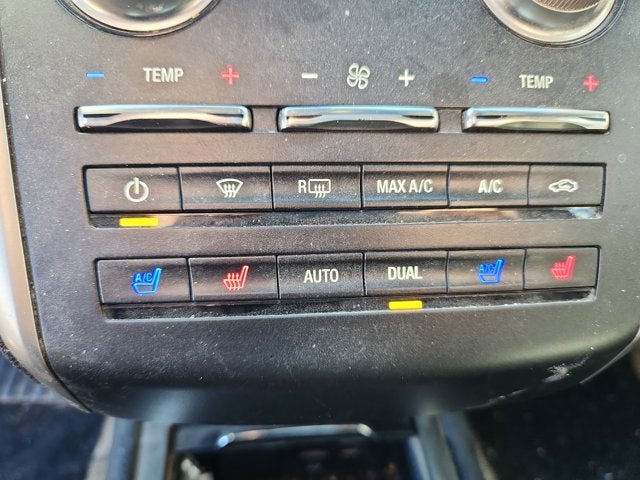 − TEMP + − + − TEMP +
R MAX A/C A/C
A/C AUTO DUAL A/C